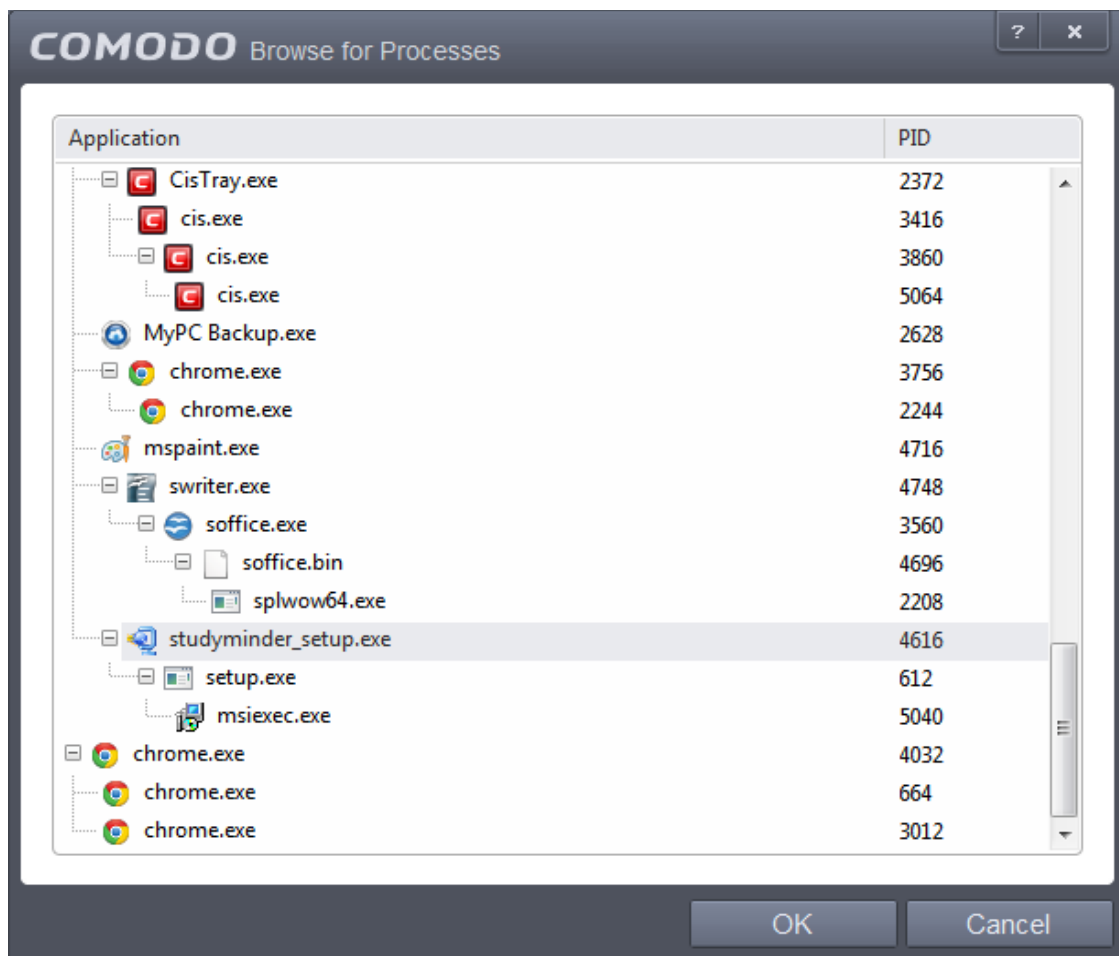 COMODO Browse for Processes ? x
Application PID
CisTray.exe 2372
cis.exe 3416
cis.exe 3860
cis.exe 5064
MyPC Backup.exe 2628
chrome.exe 3756
chrome.exe 2244
mspaint.exe 4716
swriter.exe 4748
soffice.exe 3560
soffice.bin 4696
splwow64.exe 2208
studyminder_setup.exe 4616
setup.exe 612
msiexec.exe 5040
chrome.exe 4032
chrome.exe 664
chrome.exe 3012
OK Cancel